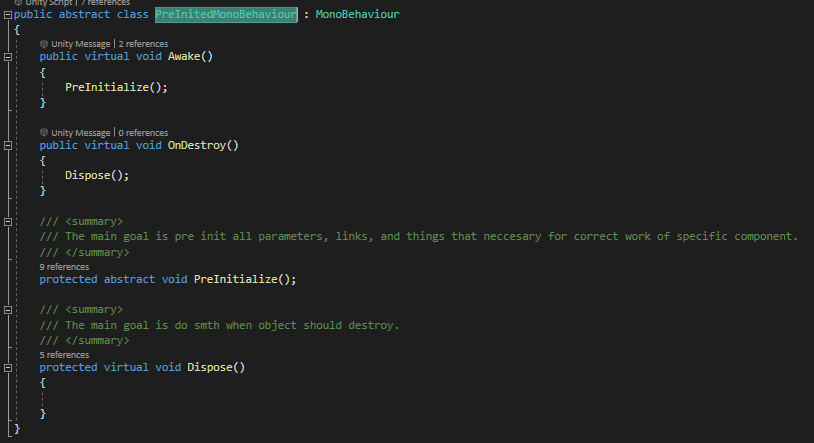 Unity Script | 7 references
public abstract class PreInitedMonoBehaviour : MonoBehaviour
{
Unity Message | 2 references
public virtual void Awake()
{
PreInitialize();
}
Unity Message | 0 references
public virtual void OnDestroy()
{
Dispose();
}
/// <summary>
/// The main goal is pre init all parameters, links, and things that neccesary for correct work of specific component.
/// </summary>
9 references
protected abstract void PreInitialize();
/// <summary>
/// The main goal is do smth when object should destroy.
/// </summary>
5 references
protected virtual void Dispose()
{
}
}